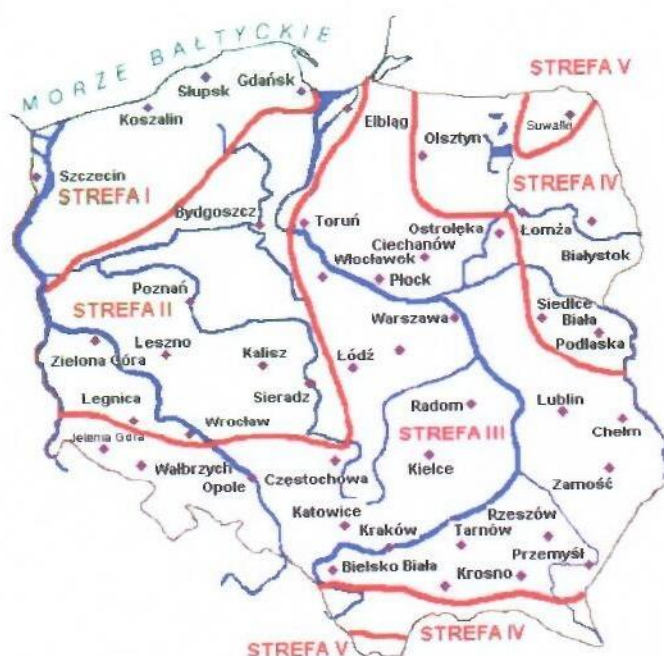 MORZE BAŁTYCKIE
STREFA V
Słupsk
Gdańsk
Koszalin
Elbląg
Olsztyn
Suwałki
Szczecin
STREFA I
STREFA IV
Bydgoszcz
Toruń
Ostrołęka
Łomża
Ciechanów
Białystok
Włocławek
Płock
Poznań
STREFA II
Siedlce
Warszawa
Biała
Podlaska
Leszno
Zielona Góra
Kalisz
Łódź
Sieradz
Legnica
Radom
Lublin
Wrocław
STREFA III
Chełm
Jelenia Góra
Wałbrzych
Kielce
Opole
Częstochowa
Zamość
Katowice
Rzeszów
Kraków
Tarnów
Przemyśl
Bielsko Biała
Krosno
STREFA IV
STREFA V